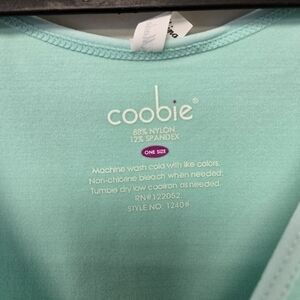 coobie®
88% NYLON
12% SPANDEX
ONE SIZE
Machine wash cold with like colors.
Non-chlorine bleach when needed.
Tumble dry low cool iron as needed.
RN#122052
STYLE NO. 1240#